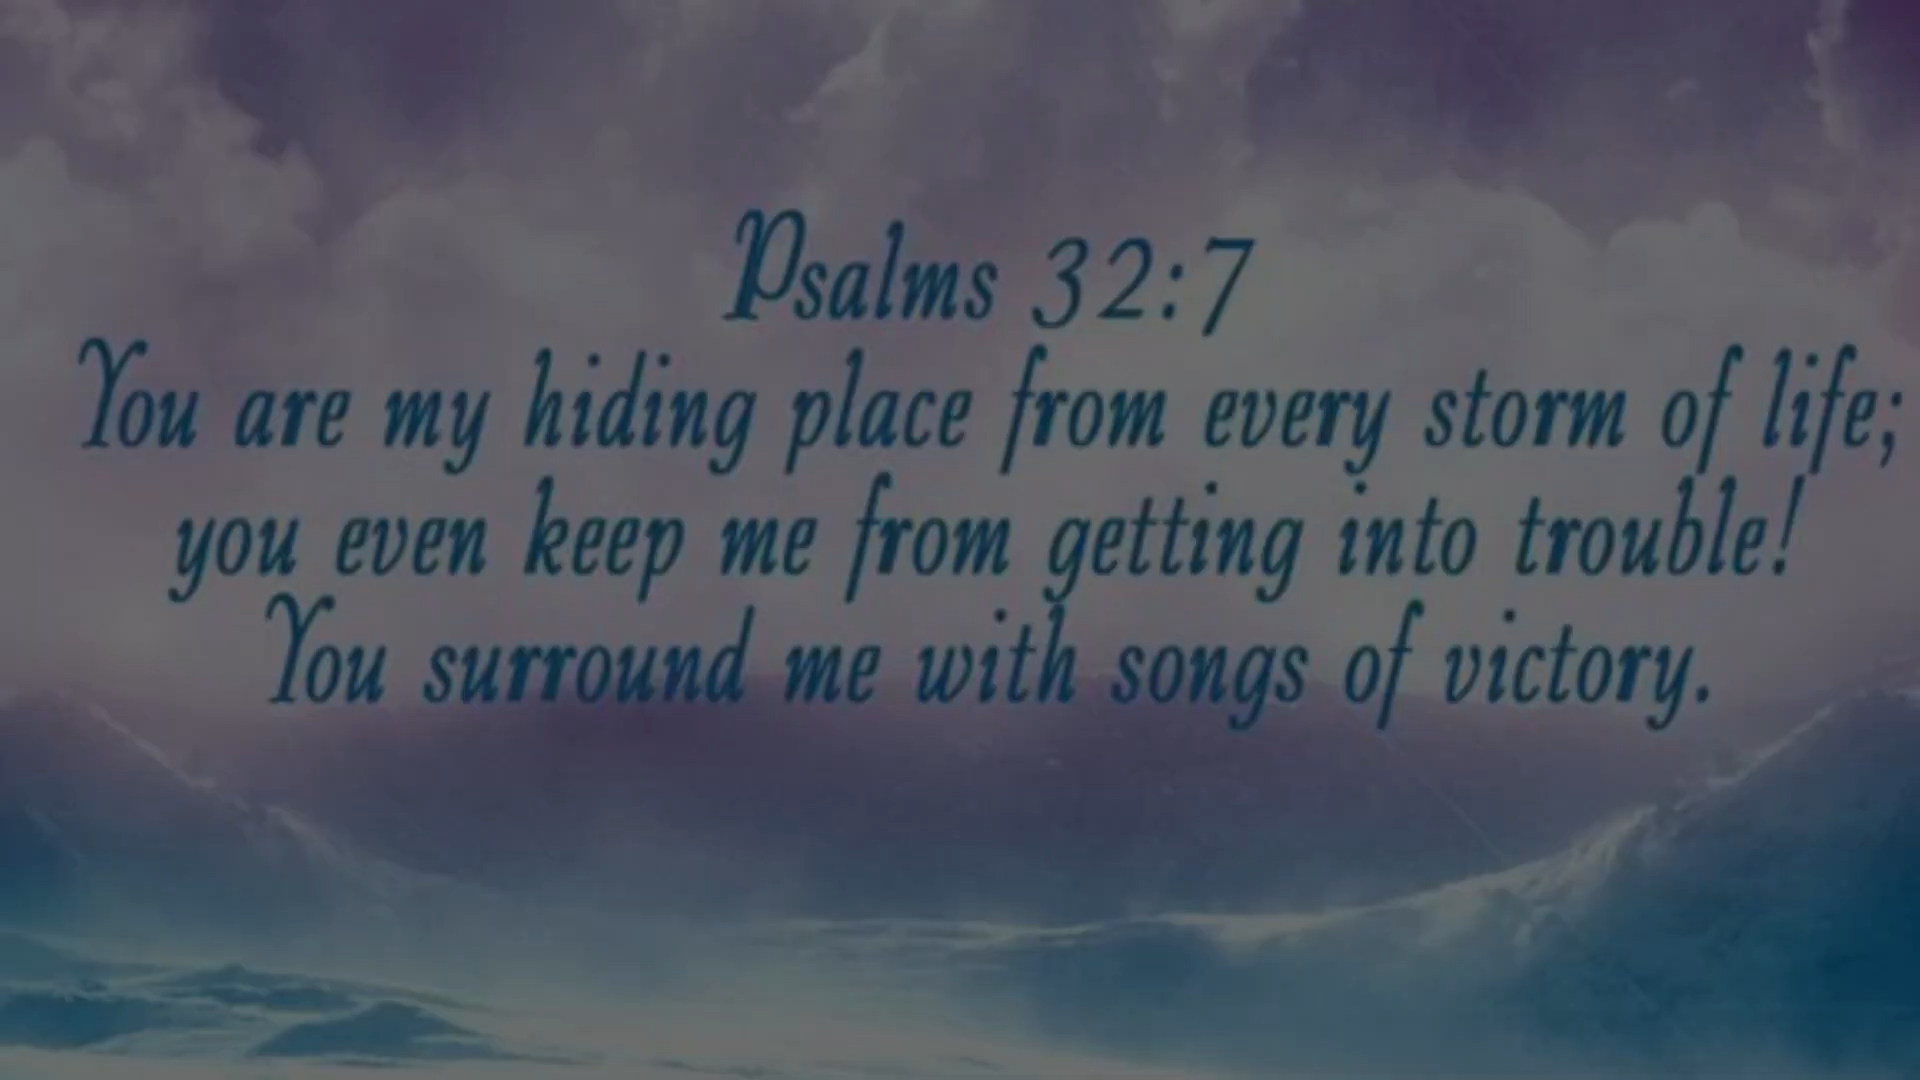 Psalms 32:7
You are my hiding place from every storm of life;
you even keep me from getting into trouble!
You surround me with songs of victory.